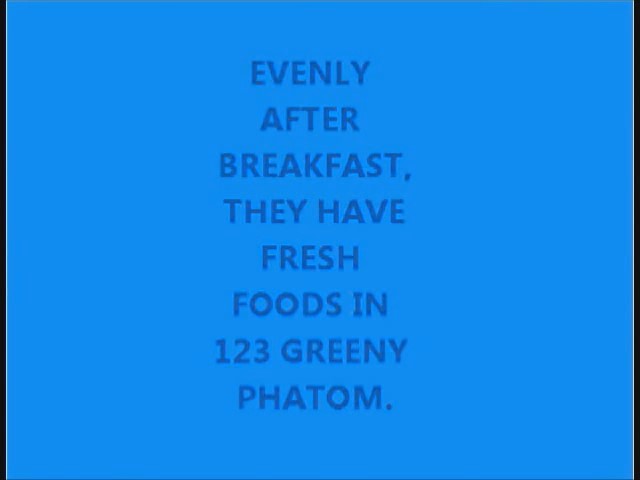 EVENLY
AFTER
BREAKFAST,
THEY HAVE
FRESH
FOODS IN
123 GREENY
PHATOM.